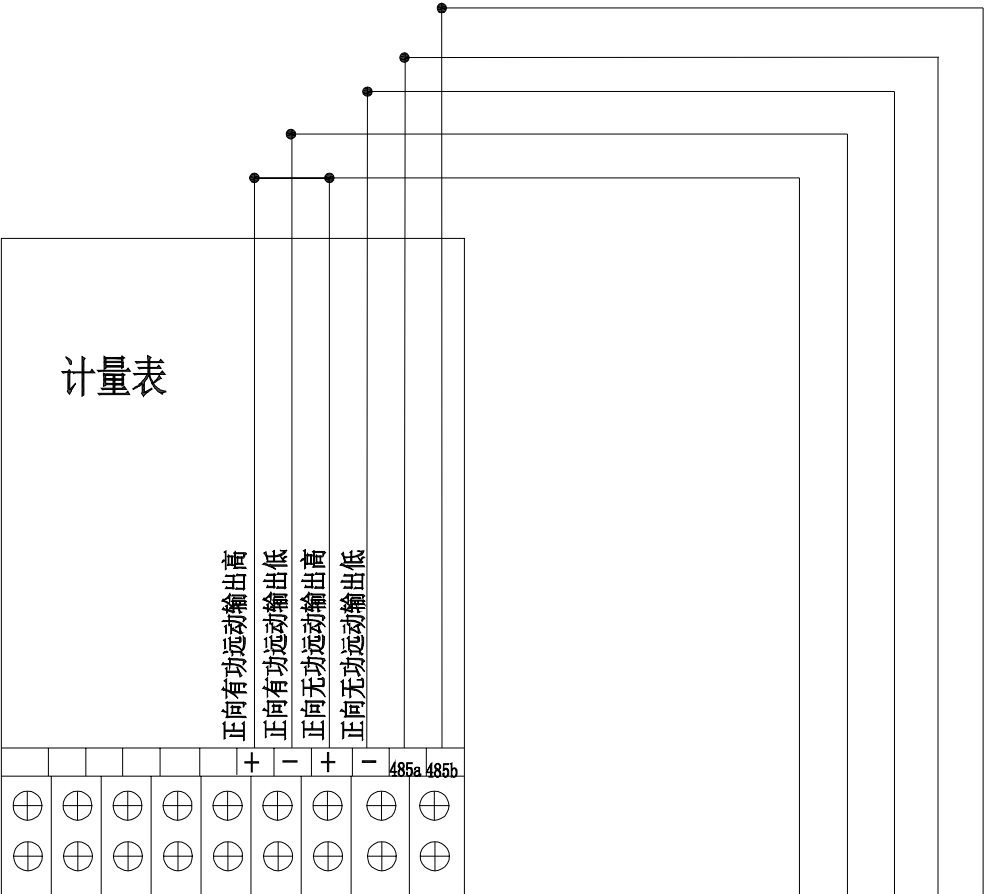 计量表
正向有功远动输出高
正向有功远动输出低
正向无功远动输出高
正向无功远动输出低
+ − + − 485a 485b